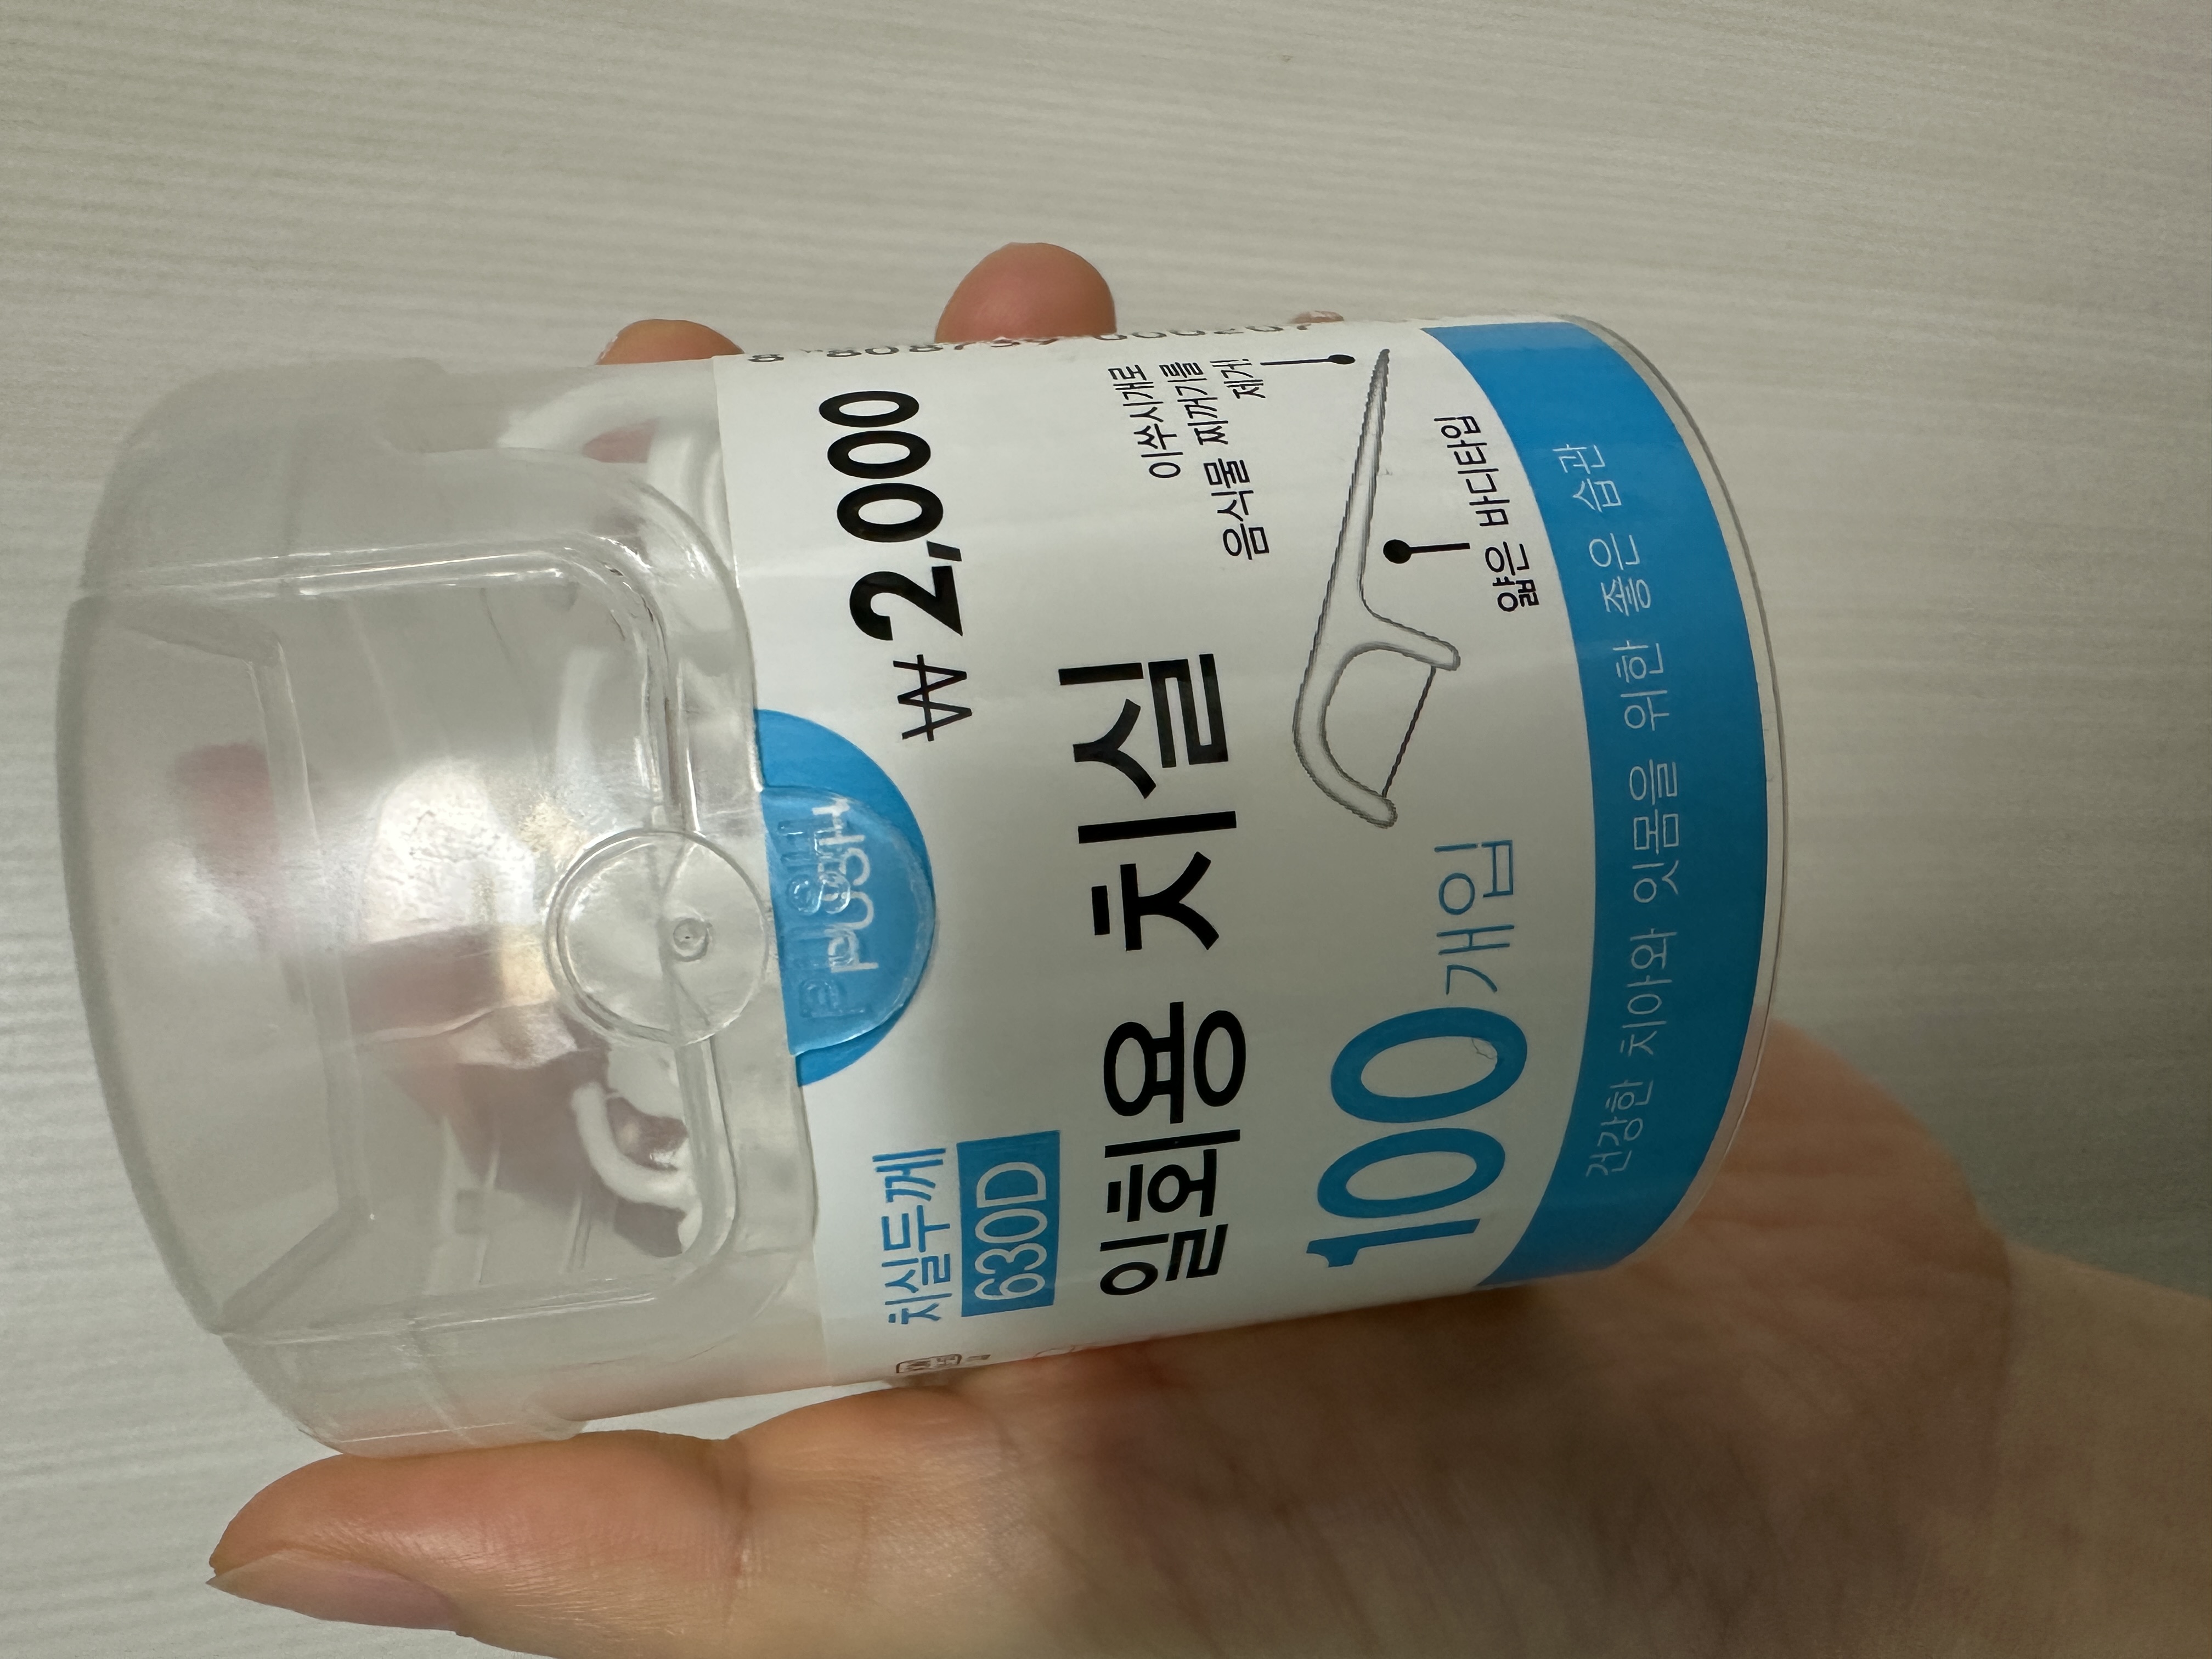 PUSH
₩2,000
치실두께
630D
일회용 치실
100개입
이쑤시개로
음식물 찌꺼기를
제거!
얇은 바디타입
건강한 치아와 잇몸을 위한 좋은 습관